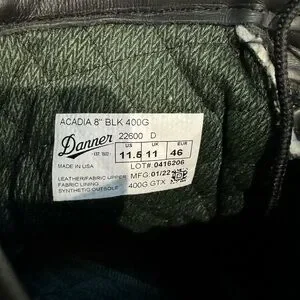 ACADIA 8" BLK 400G
Danner
EST. 1932
22600 D
US UK EUR
11.5 11 46
MADE IN USA
LOT# 0416206
LEATHER/FABRIC UPPER
MFG: 01/22
FABRIC LINING
SYNTHETIC OUTSOLE
400G GTX